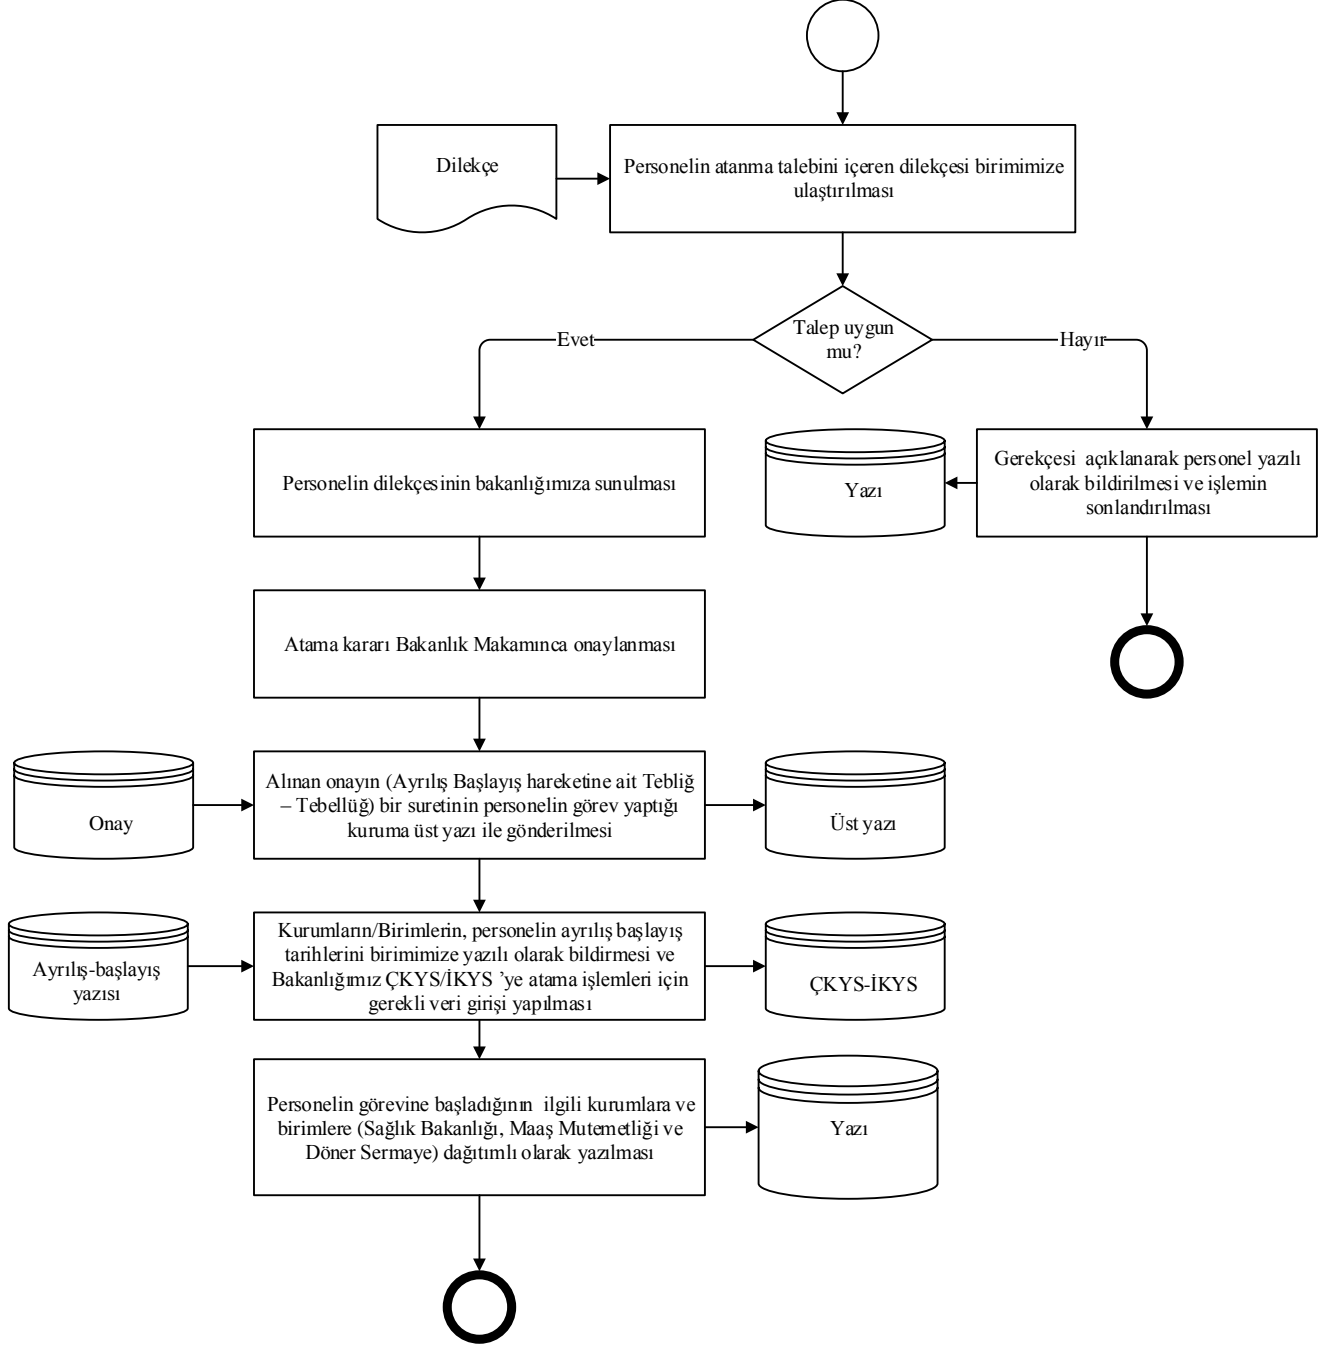 Dilekçe
Personelin atanma talebini içeren dilekçesi birimimize
ulaştırılması
Talep uygun
mu?
Evet
Hayır
Personelin dilekçesinin bakanlığımıza sunulması
Yazı
Gerekçesi açıklanarak personel yazılı
olarak bildirilmesi ve işlemin
sonlandırılması
Atama kararı Bakanlık Makamınca onaylanması
Onay
Alınan onayın (Ayrılış Başlayış hareketine ait Tebliğ
– Tebellüğ) bir suretinin personelin görev yaptığı
kuruma üst yazı ile gönderilmesi
Üst yazı
Ayrılış-başlayış
yazısı
Kurumların/Birimlerin, personelin ayrılış başlayış
tarihlerini birimimize yazılı olarak bildirmesi ve
Bakanlığımız ÇKYS/İKYS ’ye atama işlemleri için
gerekli veri girişi yapılması
ÇKYS-İKYS
Personelin görevine başladığının ilgili kurumlara ve
birimlere (Sağlık Bakanlığı, Maaş Mutemetliği ve
Döner Sermaye) dağıtımlı olarak yazılması
Yazı